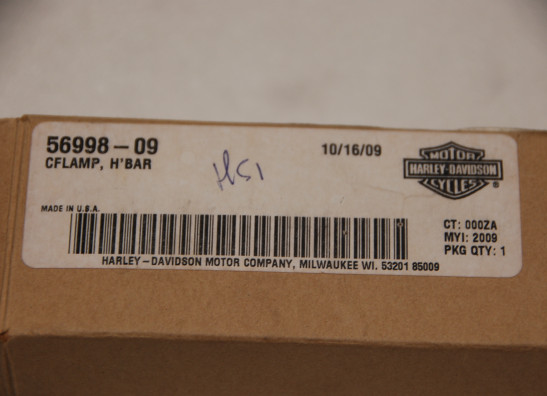 56998-09
CFLAMP, H'BAR
HS1
10/16/09
MOTOR
HARLEY-DAVIDSON
CYCLES
®
MADE IN U.S.A.
CT: 000ZA
MYI: 2009
PKG QTY: 1
HARLEY-DAVIDSON MOTOR COMPANY, MILWAUKEE WI. 53201 85009